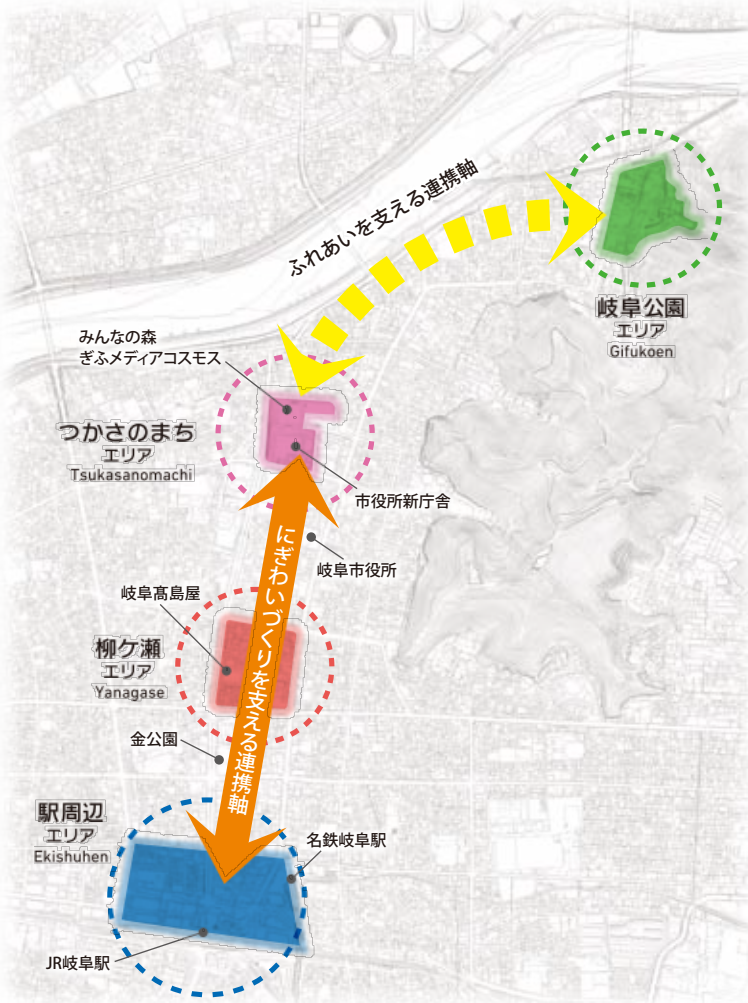 ふれあいを支える連携軸
岐阜公園
エリア
Gifukoen
みんなの森
ぎふメディアコスモス
つかさのまち
エリア
Tsukasanomachi
市役所新庁舎
にぎわいづくりを支える連携軸
岐阜市役所
岐阜髙島屋
柳ケ瀬
エリア
Yanagase
金公園
駅周辺
エリア
Ekishuhen
名鉄岐阜駅
JR岐阜駅